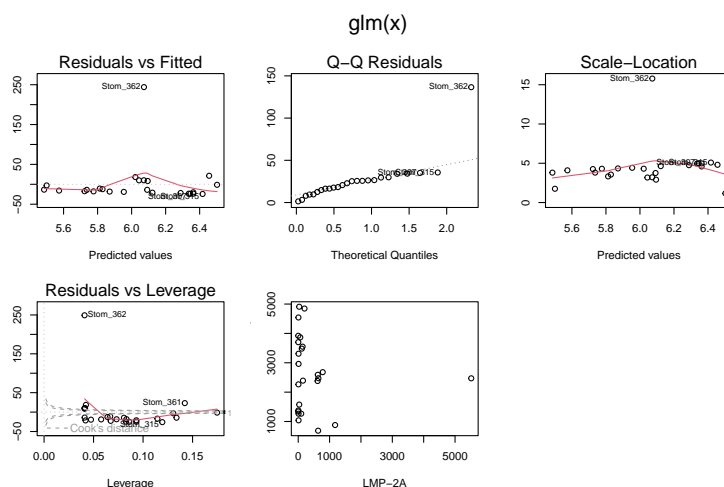 glm(x)
Residuals vs Fitted
Q−Q Residuals
Scale−Location
Stom_362
Stom_362
Stom_362
250
150
50
−50
5.6 5.8 6.0 6.2 6.4
Predicted values
150
100
50
0
0.0 0.5 1.0 1.5 2.0
Theoretical Quantiles
15
10
5
0
5.6 5.8 6.0 6.2 6.4
Predicted values
Residuals vs Leverage
Stom_362
Stom_361
Stom_315
Cook's distance
250
150
50
−50
0.00 0.05 0.10 0.15
Leverage
5000
3000
1000
0 1000 3000 5000
LMP−2A